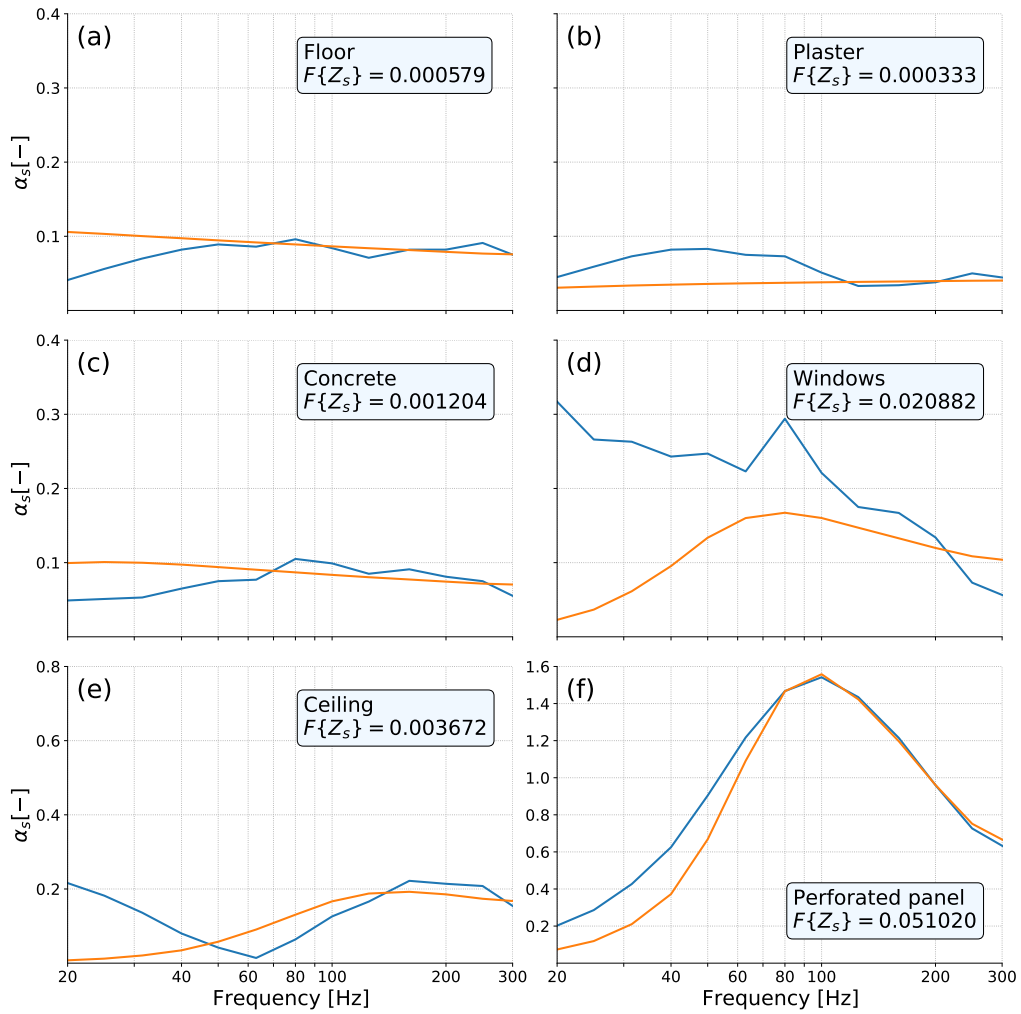 (a)
Floor
F{Z_s} = 0.000579
0.4
0.3
0.2
0.1
α_s[−]
(b)
Plaster
F{Z_s} = 0.000333
(c)
Concrete
F{Z_s} = 0.001204
0.4
0.3
0.2
0.1
α_s[−]
(d)
Windows
F{Z_s} = 0.020882
(e)
Ceiling
F{Z_s} = 0.003672
0.8
0.6
0.4
0.2
α_s[−]
20 40 60 80 100 200 300
Frequency [Hz]
(f)
1.6
1.4
1.2
1.0
0.8
0.6
0.4
0.2
Perforated panel
F{Z_s} = 0.051020
20 40 60 80 100 200 300
Frequency [Hz]